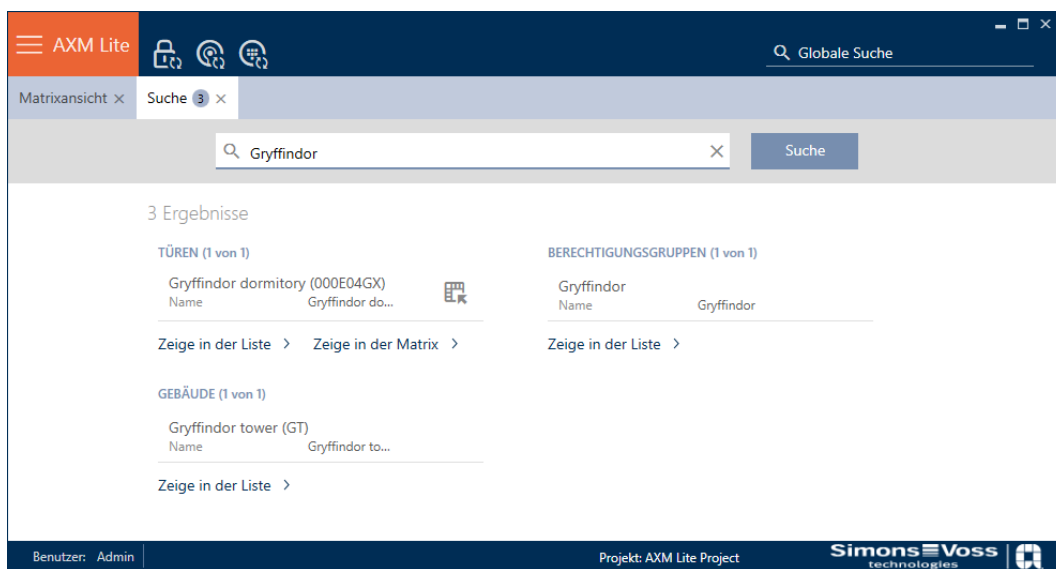 AXM Lite
Globale Suche
Matrixansicht
Suche 3
Gryffindor
Suche
3 Ergebnisse
TÜREN (1 von 1)
Gryffindor dormitory (000E04GX)
Name Gryffindor do...
Zeige in der Liste Zeige in der Matrix
BERECHTIGUNGSGRUPPEN (1 von 1)
Gryffindor
Name Gryffindor
Zeige in der Liste
GEBÄUDE (1 von 1)
Gryffindor tower (GT)
Name Gryffindor to...
Zeige in der Liste
Benutzer: Admin
Projekt: AXM Lite Project
Simons Voss
technologies